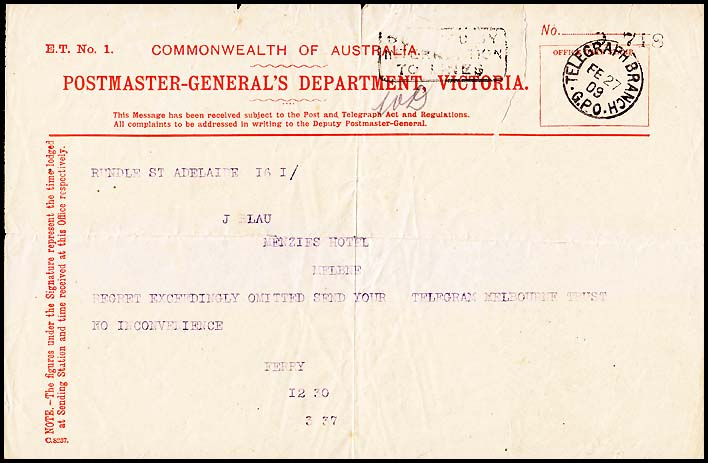 E.T. No. 1.
COMMONWEALTH OF AUSTRALIA.
POSTMASTER-GENERAL'S DEPARTMENT, VICTORIA.
This Message has been received subject to the Post and Telegraph Act and Regulations.
All complaints to be addressed in writing to the Deputy Postmaster-General.
No. 718
TELEGRAPH BRANCH
FE 27
09
G.P.O.
RUNDLE ST ADELAIDE 16 1/
J BLAU
MENZIES HOTEL
MELBNE
REGRET EXCEEDINGLY OMITTED SEND YOUR TELEGRAM MELBOURNE TRUST
NO INCONVENIENCE
FERRY
12 30
3 37
NOTE.—The figures under the Signature represent the time lodged
at Sending Station and time received at this Office respectively.
C.8237.